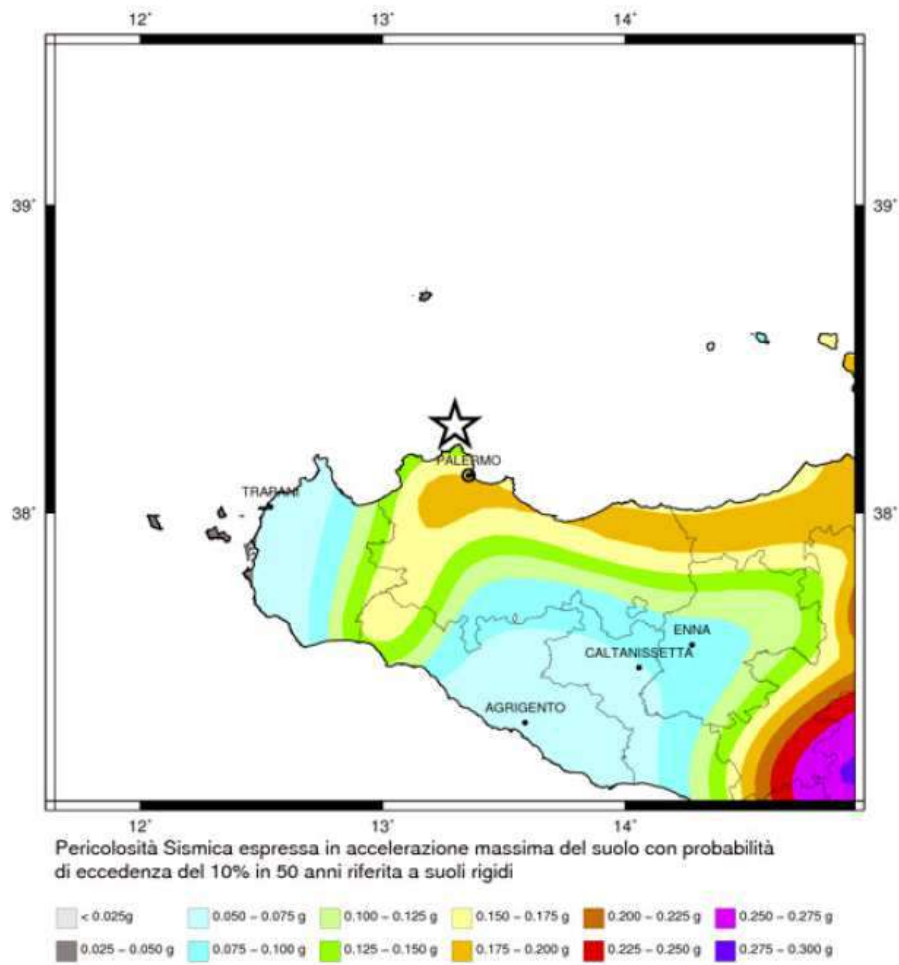 12° 13° 14°
39° 39°
PALERMO
TRAPANI
38° 38°
ENNA
CALTANISSETTA
AGRIGENTO
12° 13° 14°
Pericolosità Sismica espressa in accelerazione massima del suolo con probabilità
di eccedenza del 10% in 50 anni riferita a suoli rigidi
< 0.025g 0.050 – 0.075 g 0.100 – 0.125 g 0.150 – 0.175 g 0.200 – 0.225 g 0.250 – 0.275 g
0.025 – 0.050 g 0.075 – 0.100 g 0.125 – 0.150 g 0.175 – 0.200 g 0.225 – 0.250 g 0.275 – 0.300 g